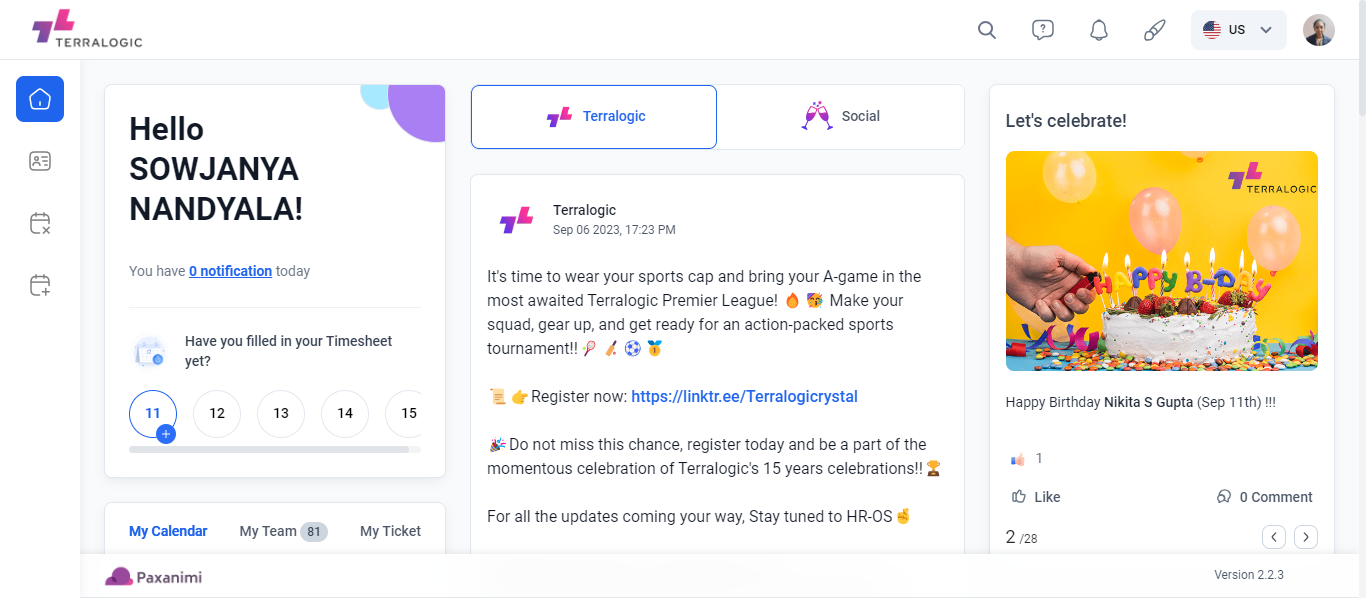 TERRALOGIC
US
Hello
SOWJANYA
NANDYALA!
You have 0 notification today
Have you filled in your Timesheet
yet?
11
12
13
14
15
My Calendar
My Team 81
My Ticket
Terralogic
Social
Terralogic
Sep 06 2023, 17:23 PM
It's time to wear your sports cap and bring your A-game in the
most awaited Terralogic Premier League! 🔥 🥳 Make your
squad, gear up, and get ready for an action-packed sports
tournament!! 🎾 🏏 ⚽ 🏅
📜 👉 Register now: https://linktr.ee/Terralogicrystal
🎉 Do not miss this chance, register today and be a part of the
momentous celebration of Terralogic's 15 years celebrations!! 🏆
For all the updates coming your way, Stay tuned to HR-OS ✌
Let's celebrate!
TERRALOGIC
HAPPY B-DAY
Happy Birthday Nikita S Gupta (Sep 11th) !!!
1
Like
0 Comment
2 /28
Paxanimi
Version 2.2.3